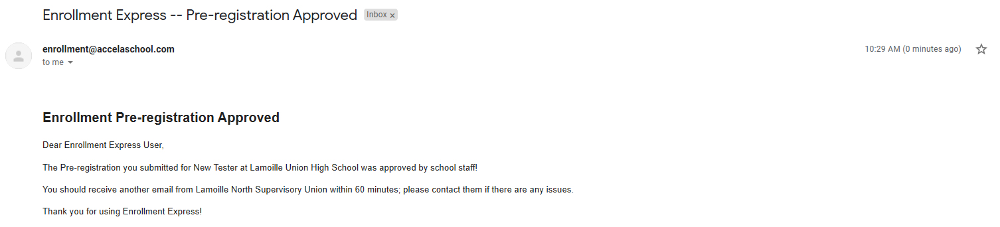 Enrollment Express -- Pre-registration Approved Inbox x
enrollment@accelaschool.com 10:29 AM (0 minutes ago)
to me
Enrollment Pre-registration Approved
Dear Enrollment Express User,
The Pre-registration you submitted for New Tester at Lamoille Union High School was approved by school staff!
You should receive another email from Lamoille North Supervisory Union within 60 minutes; please contact them if there are any issues.
Thank you for using Enrollment Express!